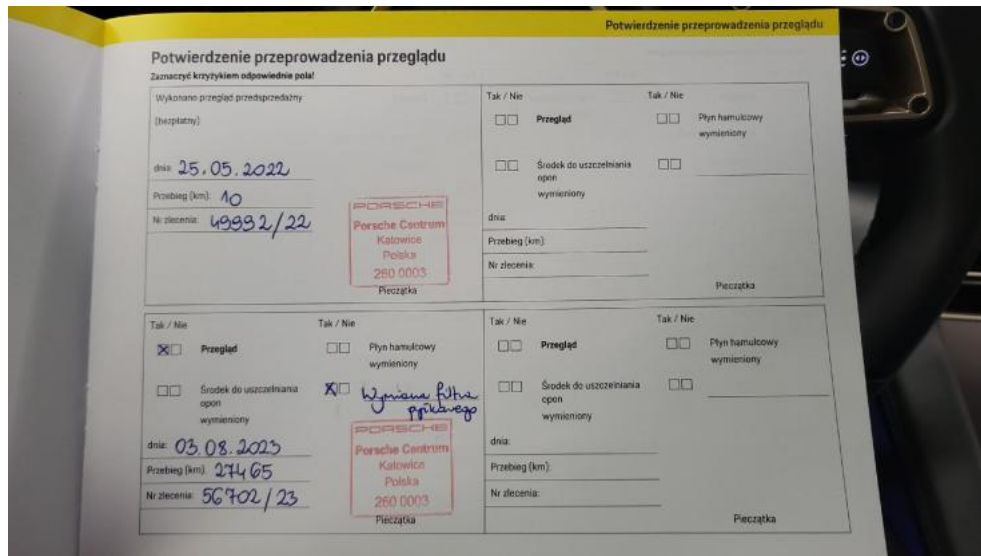 Potwierdzenie przeprowadzenia przeglądu
Potwierdzenie przeprowadzenia przeglądu
Zaznaczyć krzyżykiem odpowiednie pola!
Wykonano przegląd przedsprzedażny
(bezpłatny)
dnia: 25.05.2022
Przebieg (km): 10
Nr zlecenia: 49992/22
PORSCHE
Porsche Centrum
Katowice
Polska
260 0003
Pieczątka
Tak / Nie
Tak / Nie
Przegląd
Płyn hamulcowy
wymieniony
Środek do uszczelniania
opon
wymieniony
dnia:
Przebieg (km):
Nr zlecenia:
Pieczątka
Tak / Nie
Tak / Nie
X Przegląd
Płyn hamulcowy
wymieniony
Środek do uszczelniania
opon
wymieniony
X Wymiana filtra
pyłkowego
dnia: 03.08.2023
Przebieg (km): 27465
Nr zlecenia: 56702/23
PORSCHE
Porsche Centrum
Katowice
Polska
260 0003
Pieczątka
Tak / Nie
Tak / Nie
Przegląd
Płyn hamulcowy
wymieniony
Środek do uszczelniania
opon
wymieniony
dnia:
Przebieg (km):
Nr zlecenia:
Pieczątka